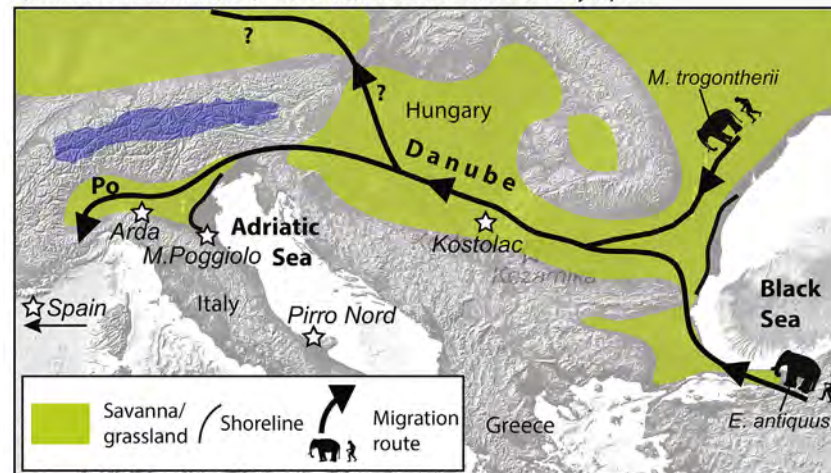 ?
M. trogontherii
?
Hungary
Danube
Po
Arda
M.Poggiolo
Adriatic
Sea
Kostolac
Kozarnika
Spain
Italy
Pirro Nord
Black
Sea
Greece
E. antiquus
Savanna/
grassland
Shoreline
Migration
route